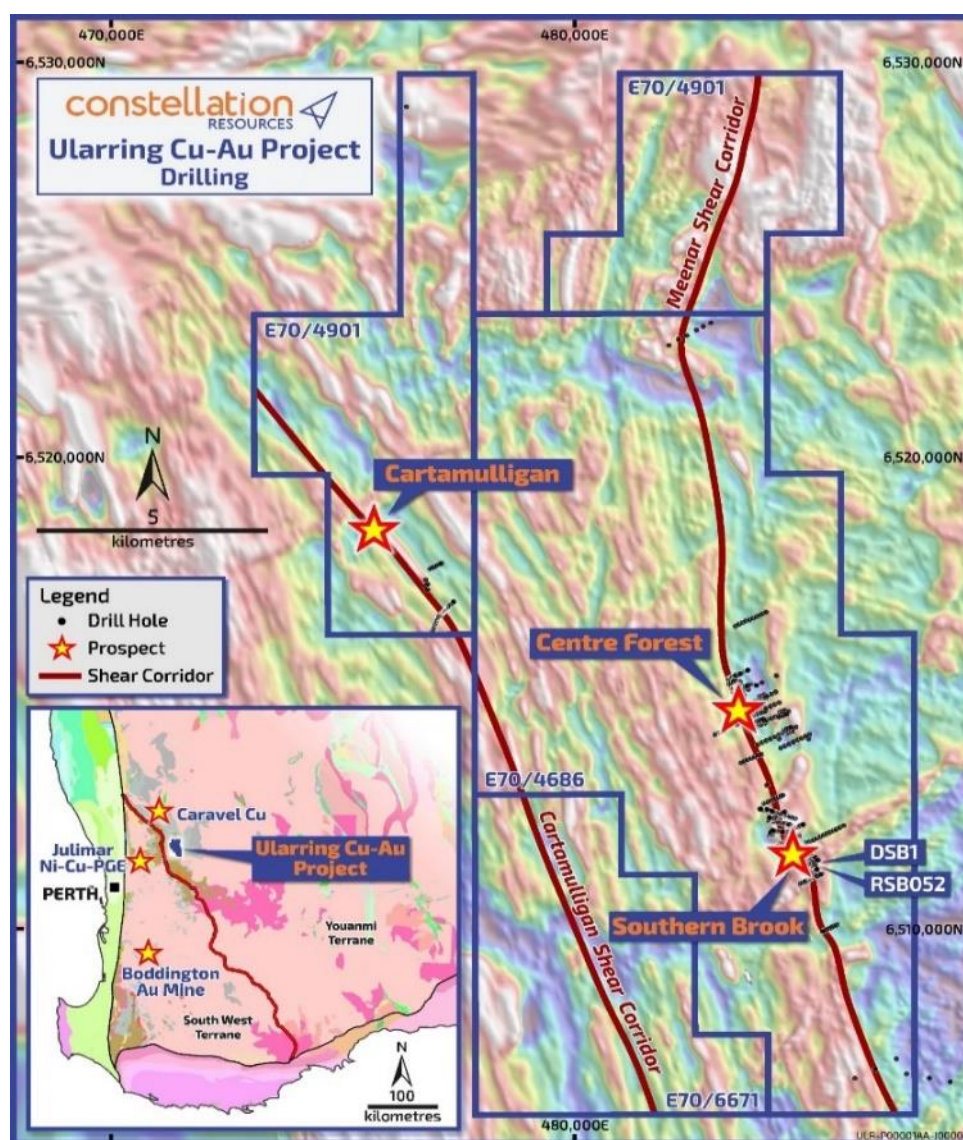 470,000E
480,000E
6,530,000N
6,530,000N
constellation
RESOURCES
Ularring Cu-Au Project
Drilling
E70/4901
E70/4901
Meenar Shear Corridor
E70/4901
6,520,000N
6,520,000N
N
5
kilometres
Cartamulligan
Legend
Drill Hole
Prospect
Shear Corridor
Centre Forest
E70/4686
Cartamulligan Shear Corridor
DSB1
RSB052
Southern Brook
6,510,000N
E70/6671
480,000E
Caravel Cu
Julimar
Ni-Cu-PGE
Ularring Cu-Au
Project
PERTH
Youanmi
Terrane
Boddington
Au Mine
South West
Terrane
N
100
kilometres